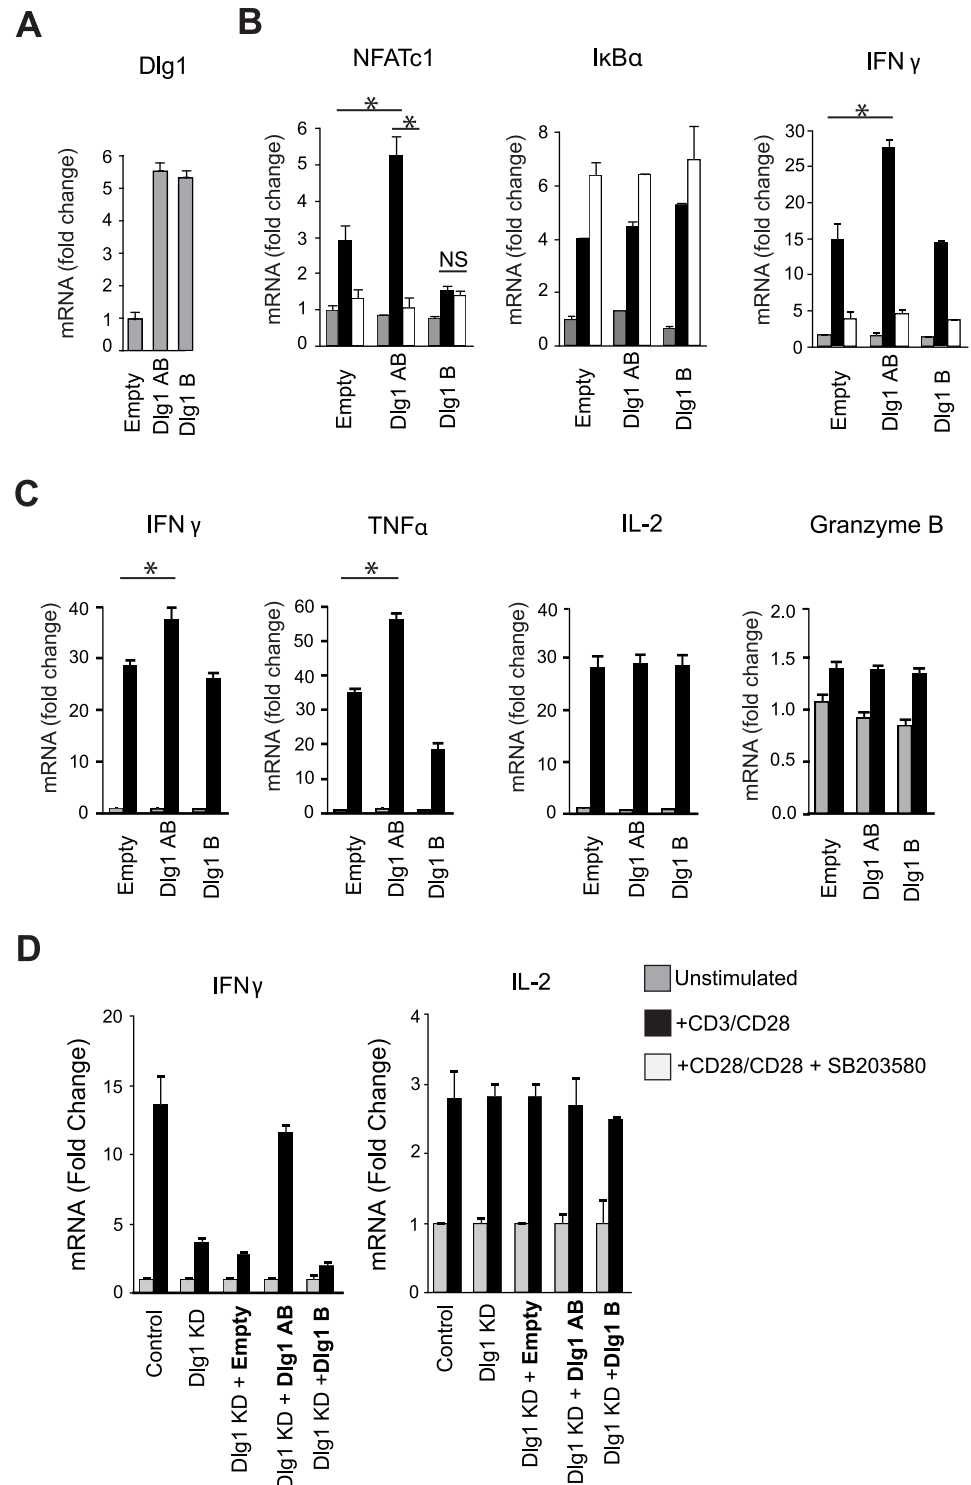 A
B
Dlg1
NFATc1
IκBα
IFN γ
mRNA (fold change)
6
5
4
3
2
1
0
Empty
Dlg1 AB
Dlg1 B
mRNA (fold change)
6
5
4
3
2
1
0
*
*
NS
Empty
Dlg1 AB
Dlg1 B
8
6
4
2
0
Empty
Dlg1 AB
Dlg1 B
mRNA (fold change)
30
25
20
15
10
5
0
*
Empty
Dlg1 AB
Dlg1 B
C
IFN γ
TNFα
IL-2
Granzyme B
mRNA (fold change)
40
30
20
10
0
*
Empty
Dlg1 AB
Dlg1 B
mRNA (fold change)
60
50
40
30
20
10
0
*
Empty
Dlg1 AB
Dlg1 B
mRNA (fold change)
40
30
20
10
0
Empty
Dlg1 AB
Dlg1 B
mRNA (fold change)
2.0
1.5
1.0
0.5
0.0
Empty
Dlg1 AB
Dlg1 B
D
IFNγ
IL-2
mRNA (Fold Change)
20
15
10
5
0
Control
Dlg1 KD
Dlg1 KD + Empty
Dlg1 KD + Dlg1 AB
Dlg1 KD +Dlg1 B
mRNA (Fold Change)
4
3
2
1
0
Control
Dlg1 KD
Dlg1 KD + Empty
Dlg1 KD + Dlg1 AB
Dlg1 KD +Dlg1 B
Unstimulated
+CD3/CD28
+CD28/CD28 + SB203580